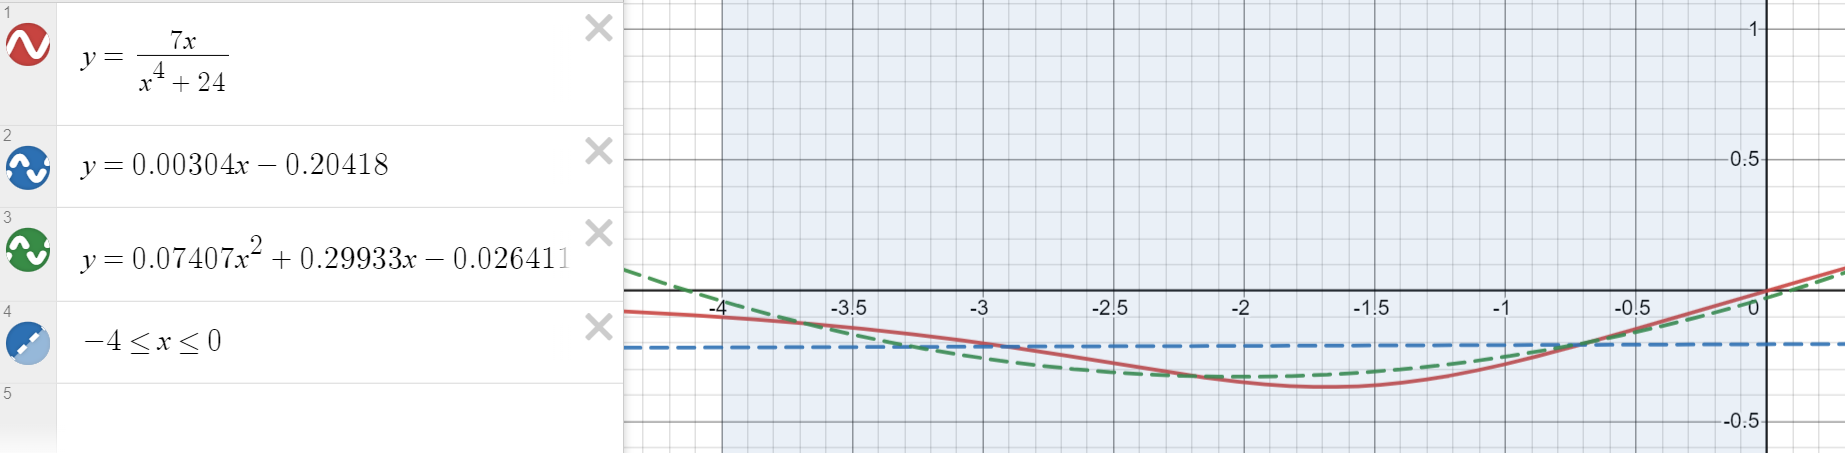 1
y = 7x / (x^4 + 24)
2
y = 0.00304x − 0.20418
3
y = 0.07407x^2 + 0.29933x − 0.026411
4
−4 ≤ x ≤ 0
5
1
0.5
-4 -3.5 -3 -2.5 -2 -1.5 -1 -0.5 0
-0.5